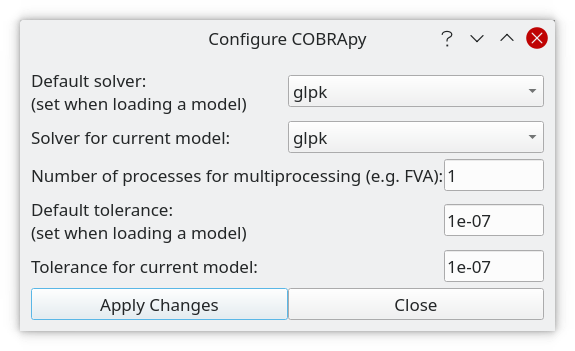 Configure COBRApy
Default solver:
(set when loading a model)
glpk
Solver for current model:
glpk
Number of processes for multiprocessing (e.g. FVA):
1
Default tolerance:
(set when loading a model)
1e-07
Tolerance for current model:
1e-07
Apply Changes
Close